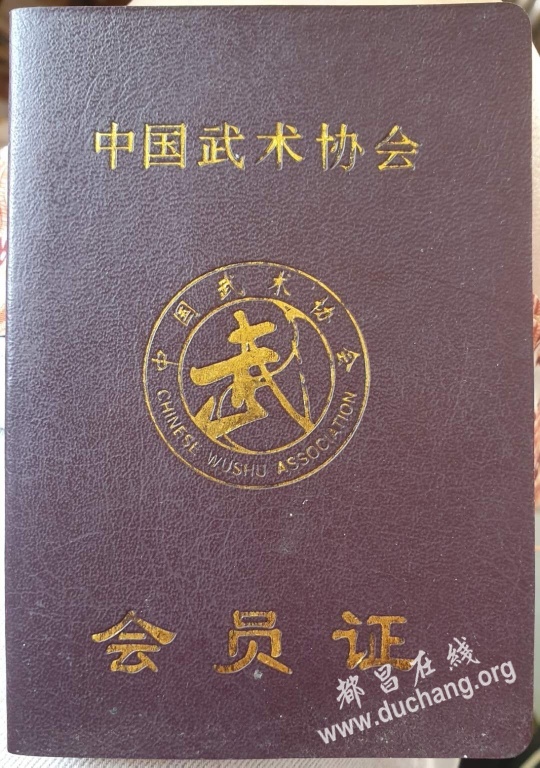 中国武术协会
中国武术协会
武
CHINESE WUSHU ASSOCIATION
会员证
都昌在线
www.duchang.org